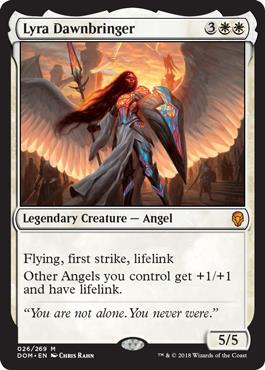 Lyra Dawnbringer 3
Legendary Creature — Angel
Flying, first strike, lifelink
Other Angels you control get +1/+1
and have lifelink.
“You are not alone. You never were.”
5/5
026/269 M
DOM • EN Chris Rahn ™ & © 2018 Wizards of the Coast